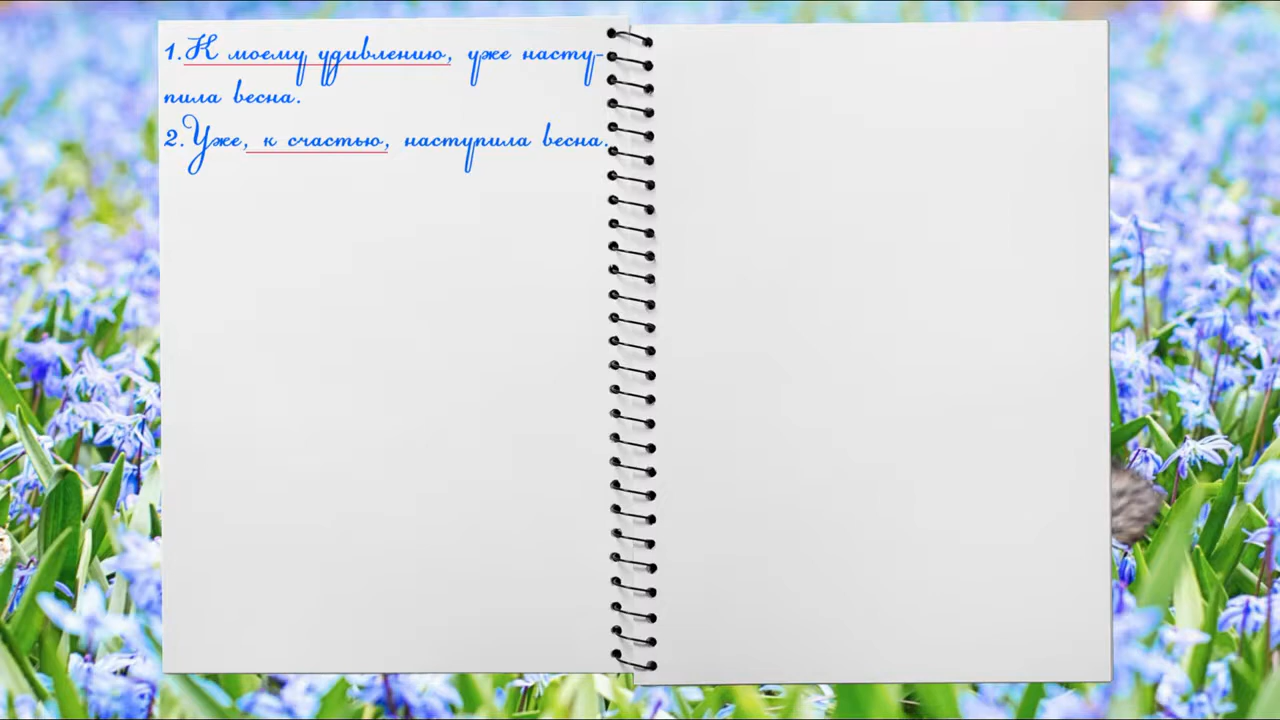 1.К моему удивлению, уже насту-
пила весна.
2.Уже, к счастью, наступила весна.